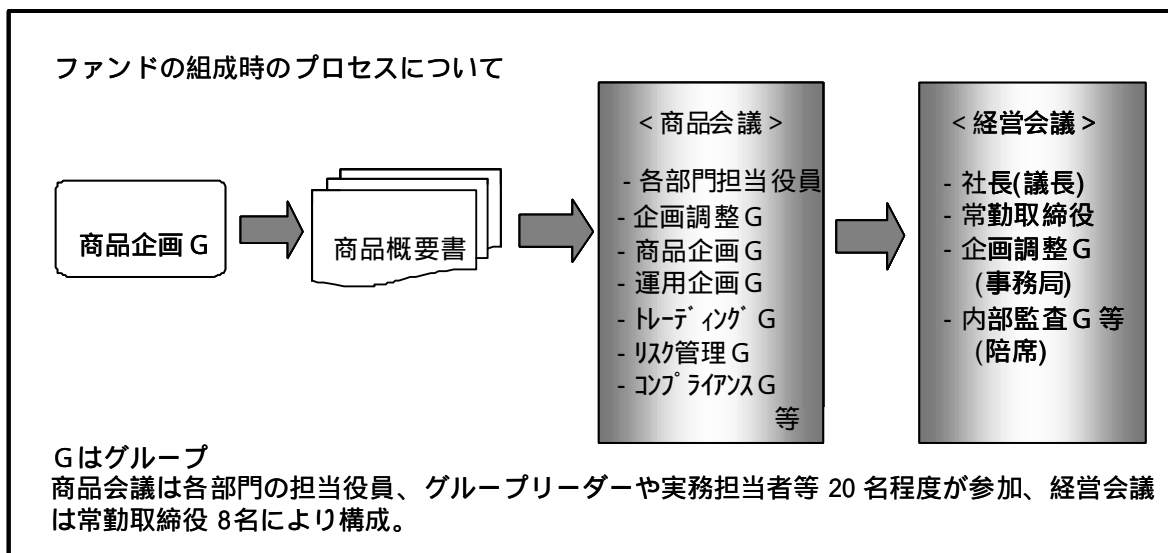 ファンドの組成時のプロセスについて
商品企画G
商品概要書
<商品会議>
- 各部門担当役員
- 企画調整G
- 商品企画G
- 運用企画G
- ﾄﾚｰﾃﾞｨﾝｸﾞG
- ﾘｽｸ管理G
- ｺﾝﾌﾟﾗｲｱﾝｽG
等
<経営会議>
- 社長(議長)
- 常勤取締役
- 企画調整G
(事務局)
- 内部監査G等
(陪席)
Gはグループ
商品会議は各部門の担当役員、グループリーダーや実務担当者等 20 名程度が参加、経営会議
は常勤取締役 8名により構成。